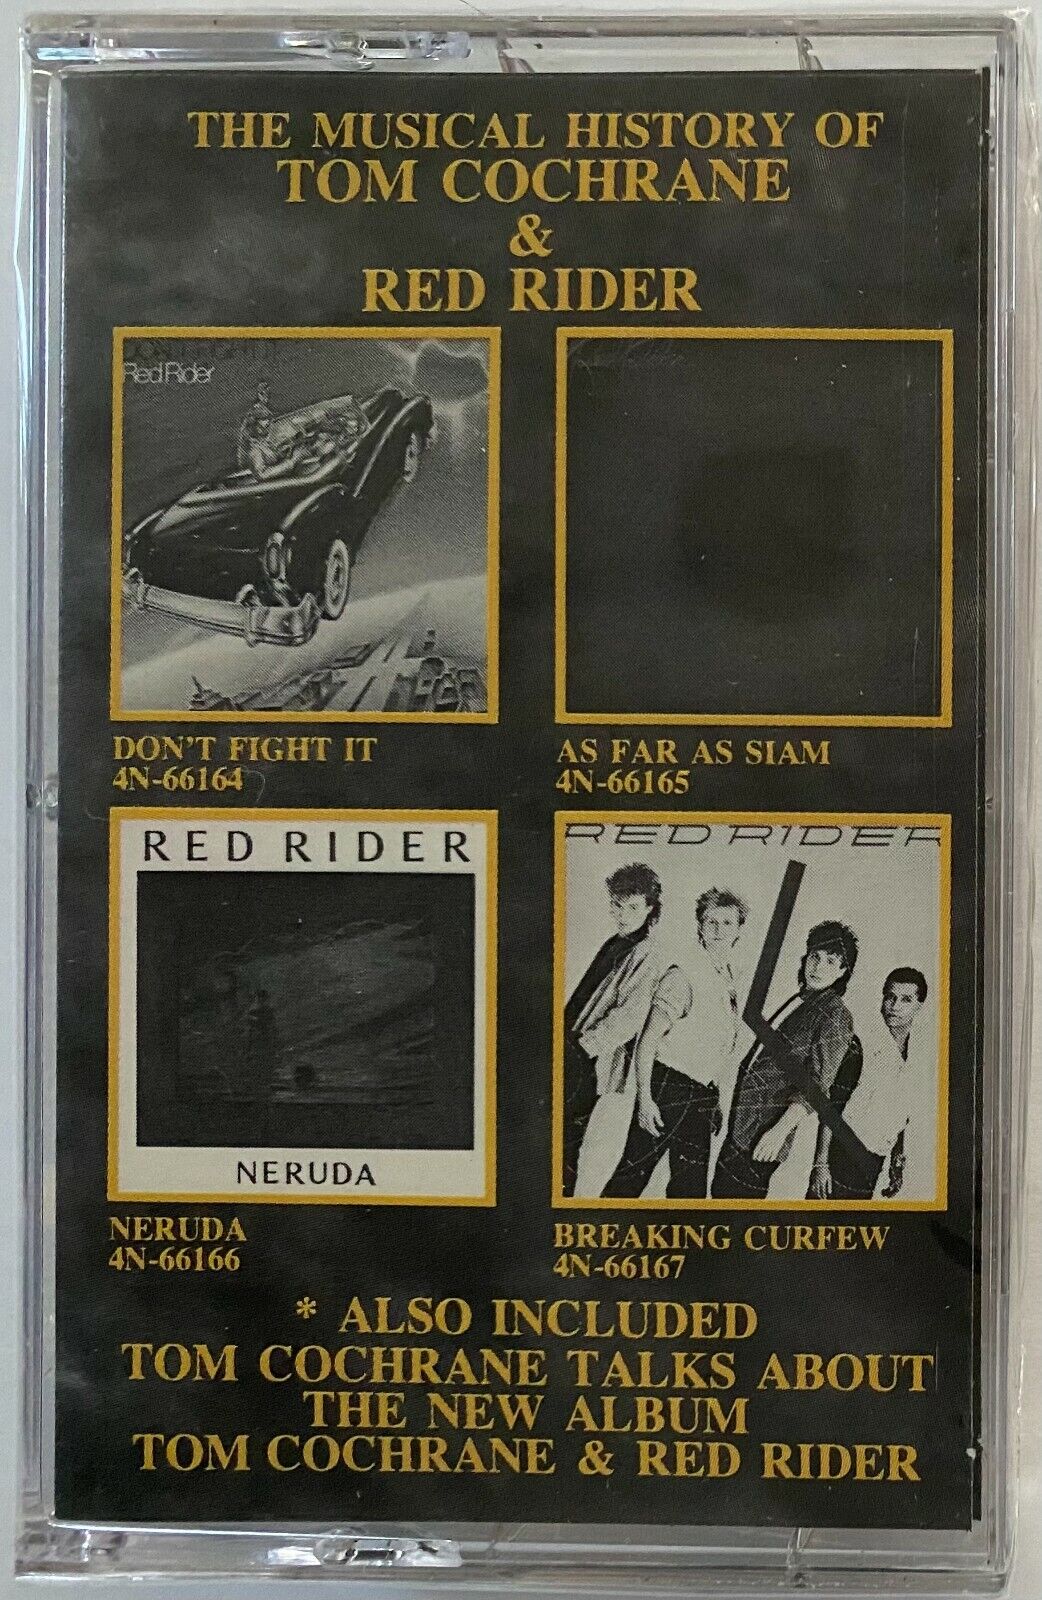 THE MUSICAL HISTORY OF
TOM COCHRANE
&
RED RIDER
Red Rider
DON'T FIGHT IT
4N-66164
AS FAR AS SIAM
4N-66165
RED RIDER
NERUDA
NERUDA
4N-66166
RED RIDER
BREAKING CURFEW
4N-66167
* ALSO INCLUDED
TOM COCHRANE TALKS ABOUT
THE NEW ALBUM
TOM COCHRANE & RED RIDER